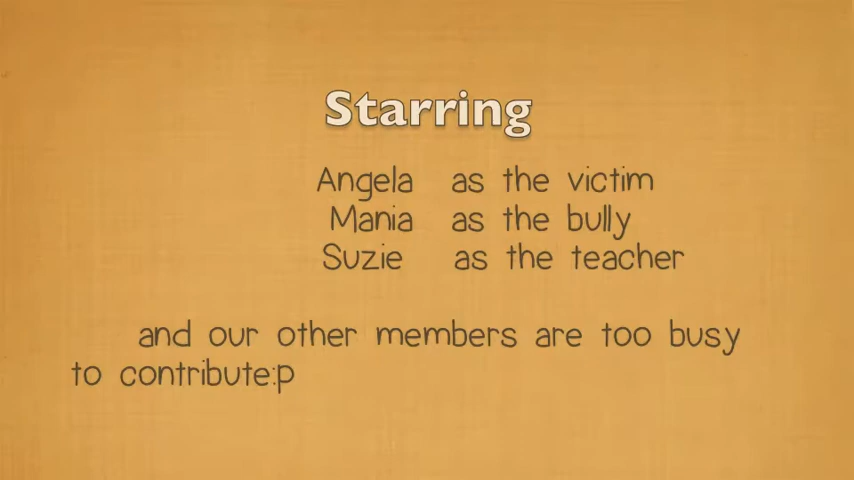 Starring
Angela as the victim
Mania as the bully
Suzie as the teacher
and our other members are too busy
to contribute:p